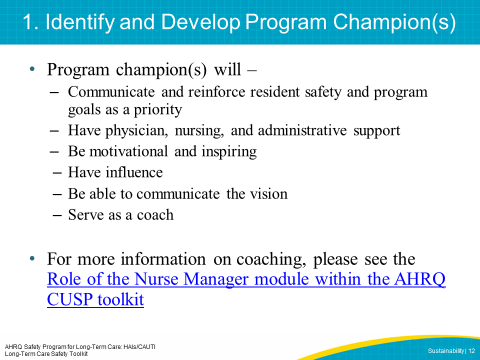 1. Identify and Develop Program Champion(s)
• Program champion(s) will –
– Communicate and reinforce resident safety and program
goals as a priority
– Have physician, nursing, and administrative support
– Be motivational and inspiring
– Have influence
– Be able to communicate the vision
– Serve as a coach
• For more information on coaching, please see the
Role of the Nurse Manager module within the AHRQ
CUSP toolkit
AHRQ Safety Program for Long-Term Care: HAIs/CAUTI
Long-Term Care Safety Toolkit
Sustainability | 12